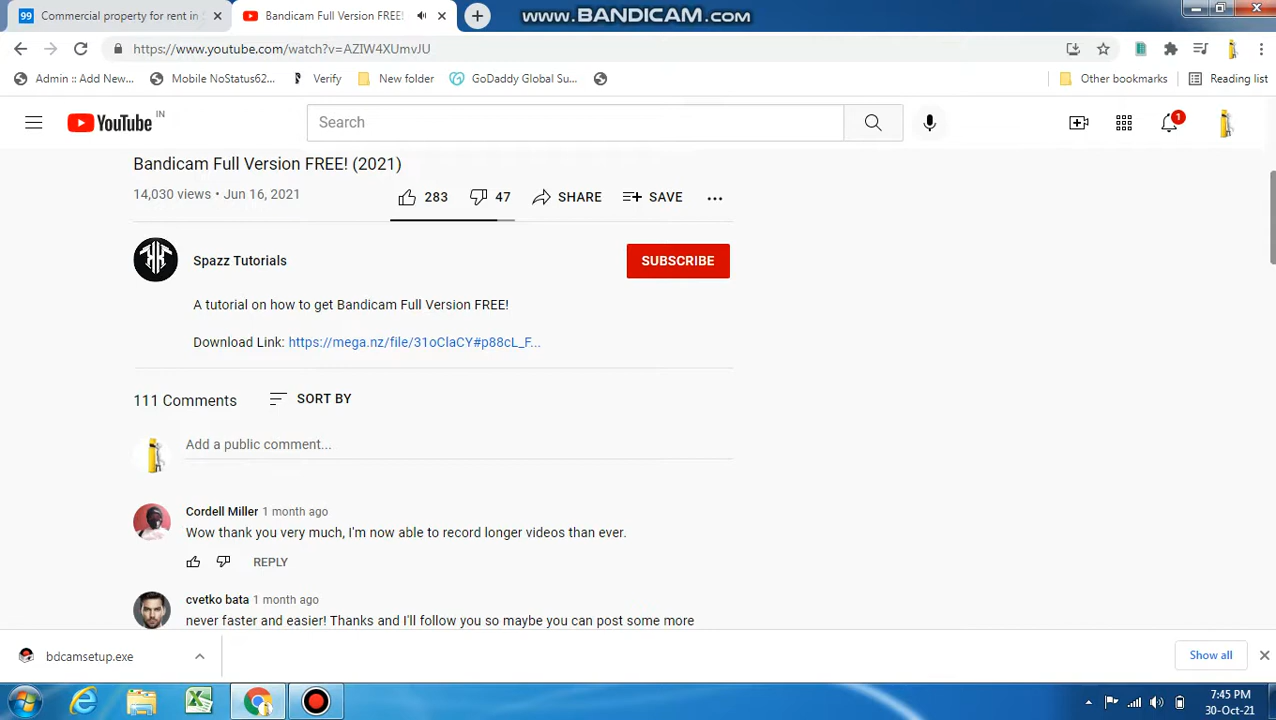 Commercial property for rent in
Bandicam Full Version FREE!
www.BANDICAM.com
https://www.youtube.com/watch?v=AZIW4XUmvJU
Admin :: Add New...
Mobile NoStatus62...
Verify
New folder
GoDaddy Global Su...
Other bookmarks
Reading list
YouTube IN
Search
1
Bandicam Full Version FREE! (2021)
14,030 views • Jun 16, 2021
283
47
SHARE
SAVE
Spazz Tutorials
SUBSCRIBE
A tutorial on how to get Bandicam Full Version FREE!
Download Link: https://mega.nz/file/31oClaCY#p88cL_F...
111 Comments
SORT BY
Add a public comment...
Cordell Miller 1 month ago
Wow thank you very much, I'm now able to record longer videos than ever.
REPLY
cvetko bata 1 month ago
never faster and easier! Thanks and I'll follow you so maybe you can post some more
bdcamsetup.exe
Show all
7:45 PM
30-Oct-21